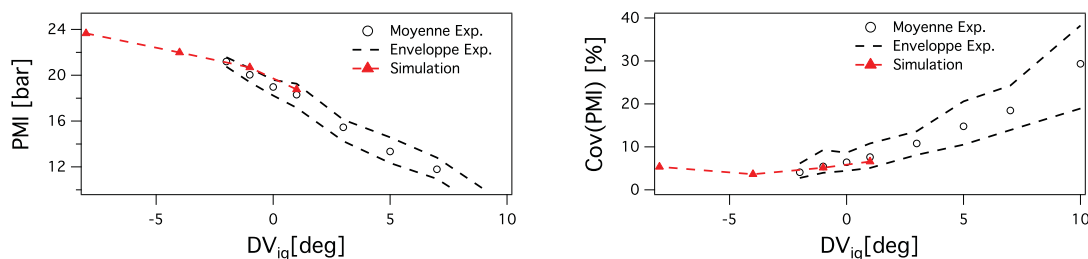 PMI [bar]
24
20
16
12
-5 0 5 10
DVig[deg]
Moyenne Exp.
Enveloppe Exp.
Simulation
Cov(PMI) [%]
40
30
20
10
0
-5 0 5 10
DVig[deg]
Moyenne Exp.
Enveloppe Exp.
Simulation